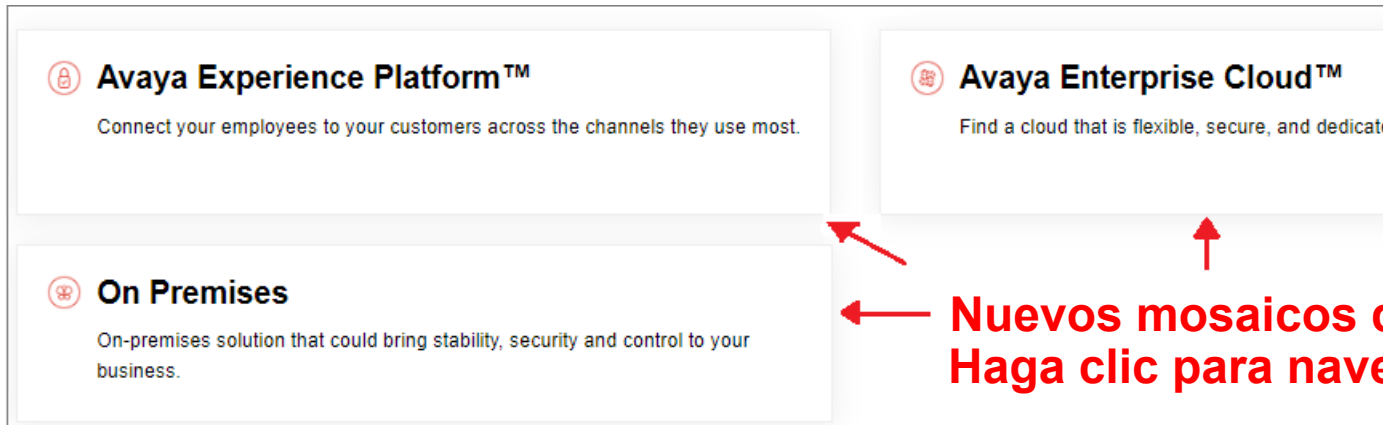 Avaya Experience Platform™
Connect your employees to your customers across the channels they use most.
Avaya Enterprise Cloud™
Find a cloud that is flexible, secure, and
On Premises
On-premises solution that could bring stability, security and control to your
business.
Nuevos mosaicos
Haga clic para